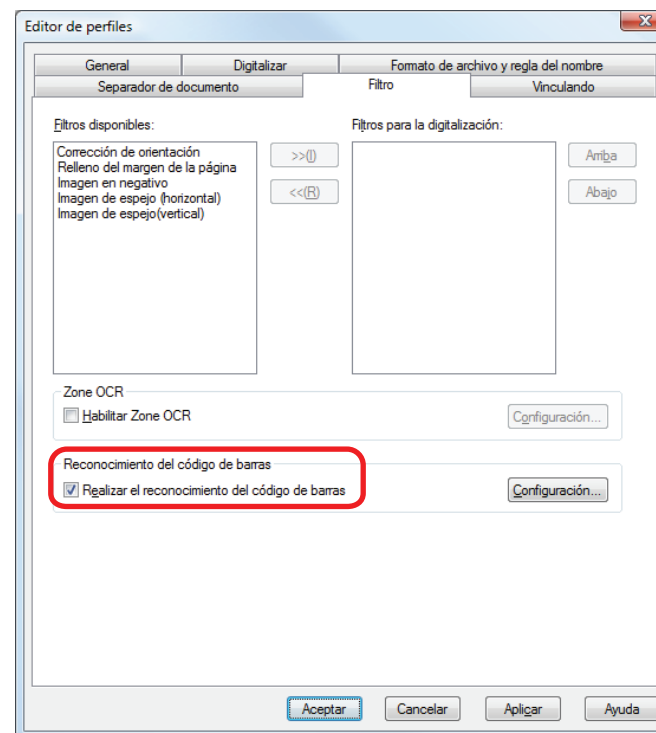 Editor de perfiles
General Digitalizar Formato de archivo y regla del nombre
Separador de documento Filtro Vinculando
Filtros disponibles: Filtros para la digitalización:
Corrección de orientación
Relleno del margen de la página
Imagen en negativo
Imagen de espejo (horizontal)
Imagen de espejo(vertical)
>>(I) Arriba
<<(R) Abajo
Zone OCR
Habilitar Zone OCR Configuración...
Reconocimiento del código de barras
Realizar el reconocimiento del código de barras Configuración...
Aceptar Cancelar Aplicar Ayuda